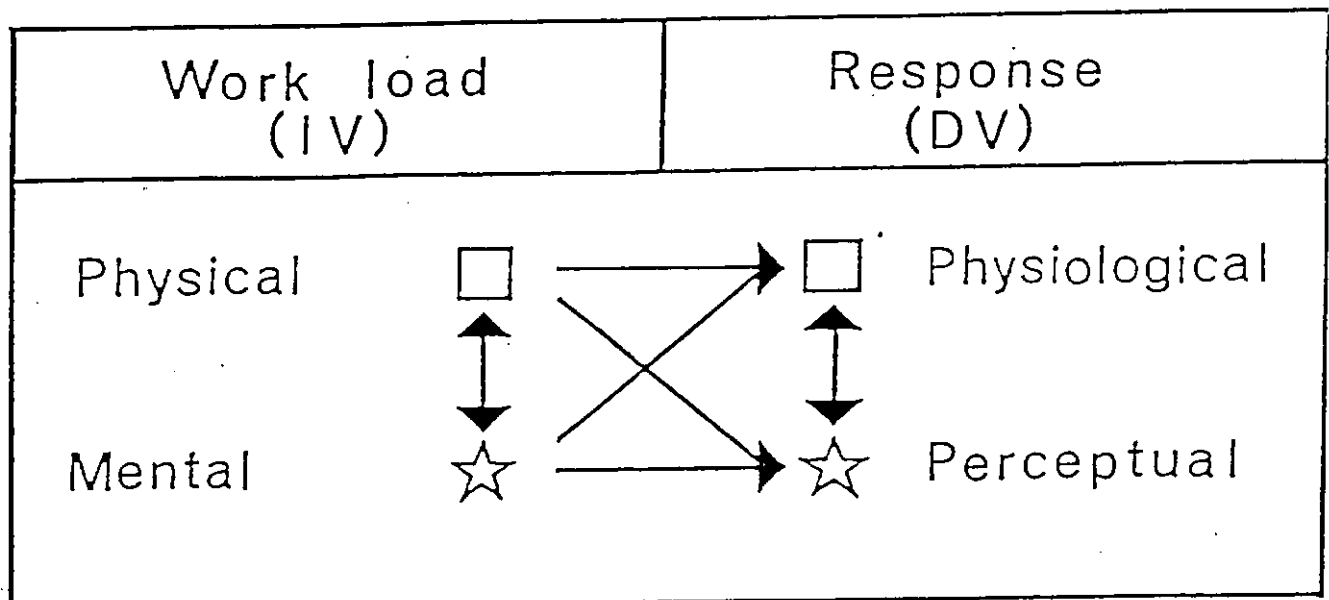 Work load
(IV)
Response
(DV)
Physical
Physiological
Mental
Perceptual